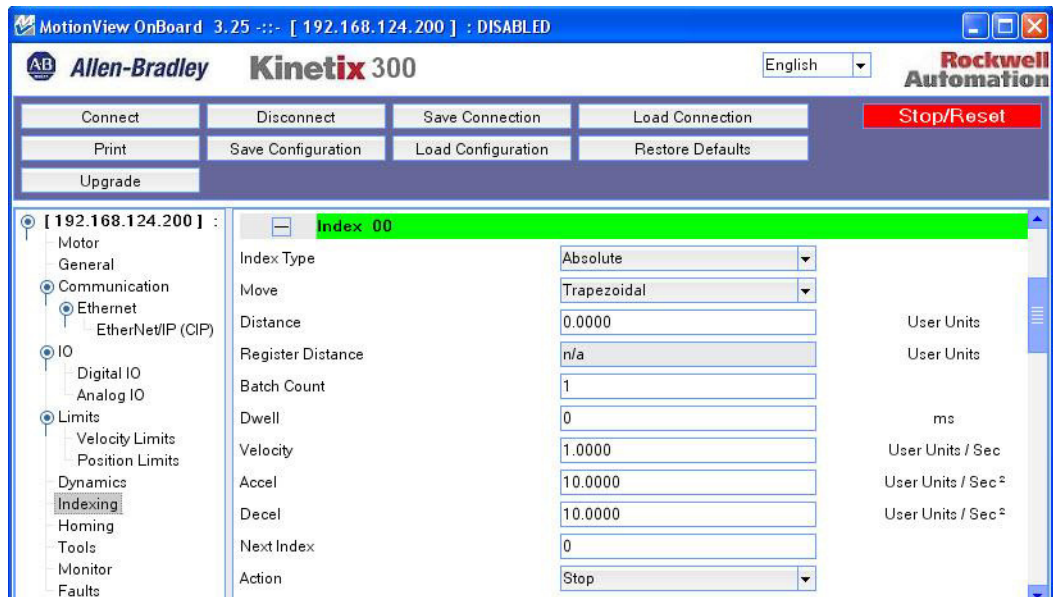 MotionView OnBoard 3.25 -::- [ 192.168.124.200 ] : DISABLED
AB Allen-Bradley Kinetix 300 English Rockwell Automation
Connect Disconnect Save Connection Load Connection Stop/Reset
Print Save Configuration Load Configuration Restore Defaults
Upgrade
[ 192.168.124.200 ] :
Motor
General
Communication
Ethernet
EtherNet/IP (CIP)
IO
Digital IO
Analog IO
Limits
Velocity Limits
Position Limits
Dynamics
Indexing
Homing
Tools
Monitor
Faults
Index 00
Index Type Absolute
Move Trapezoidal
Distance 0.0000 User Units
Register Distance n/a User Units
Batch Count 1
Dwell 0 ms
Velocity 1.0000 User Units / Sec
Accel 10.0000 User Units / Sec²
Decel 10.0000 User Units / Sec²
Next Index 0
Action Stop